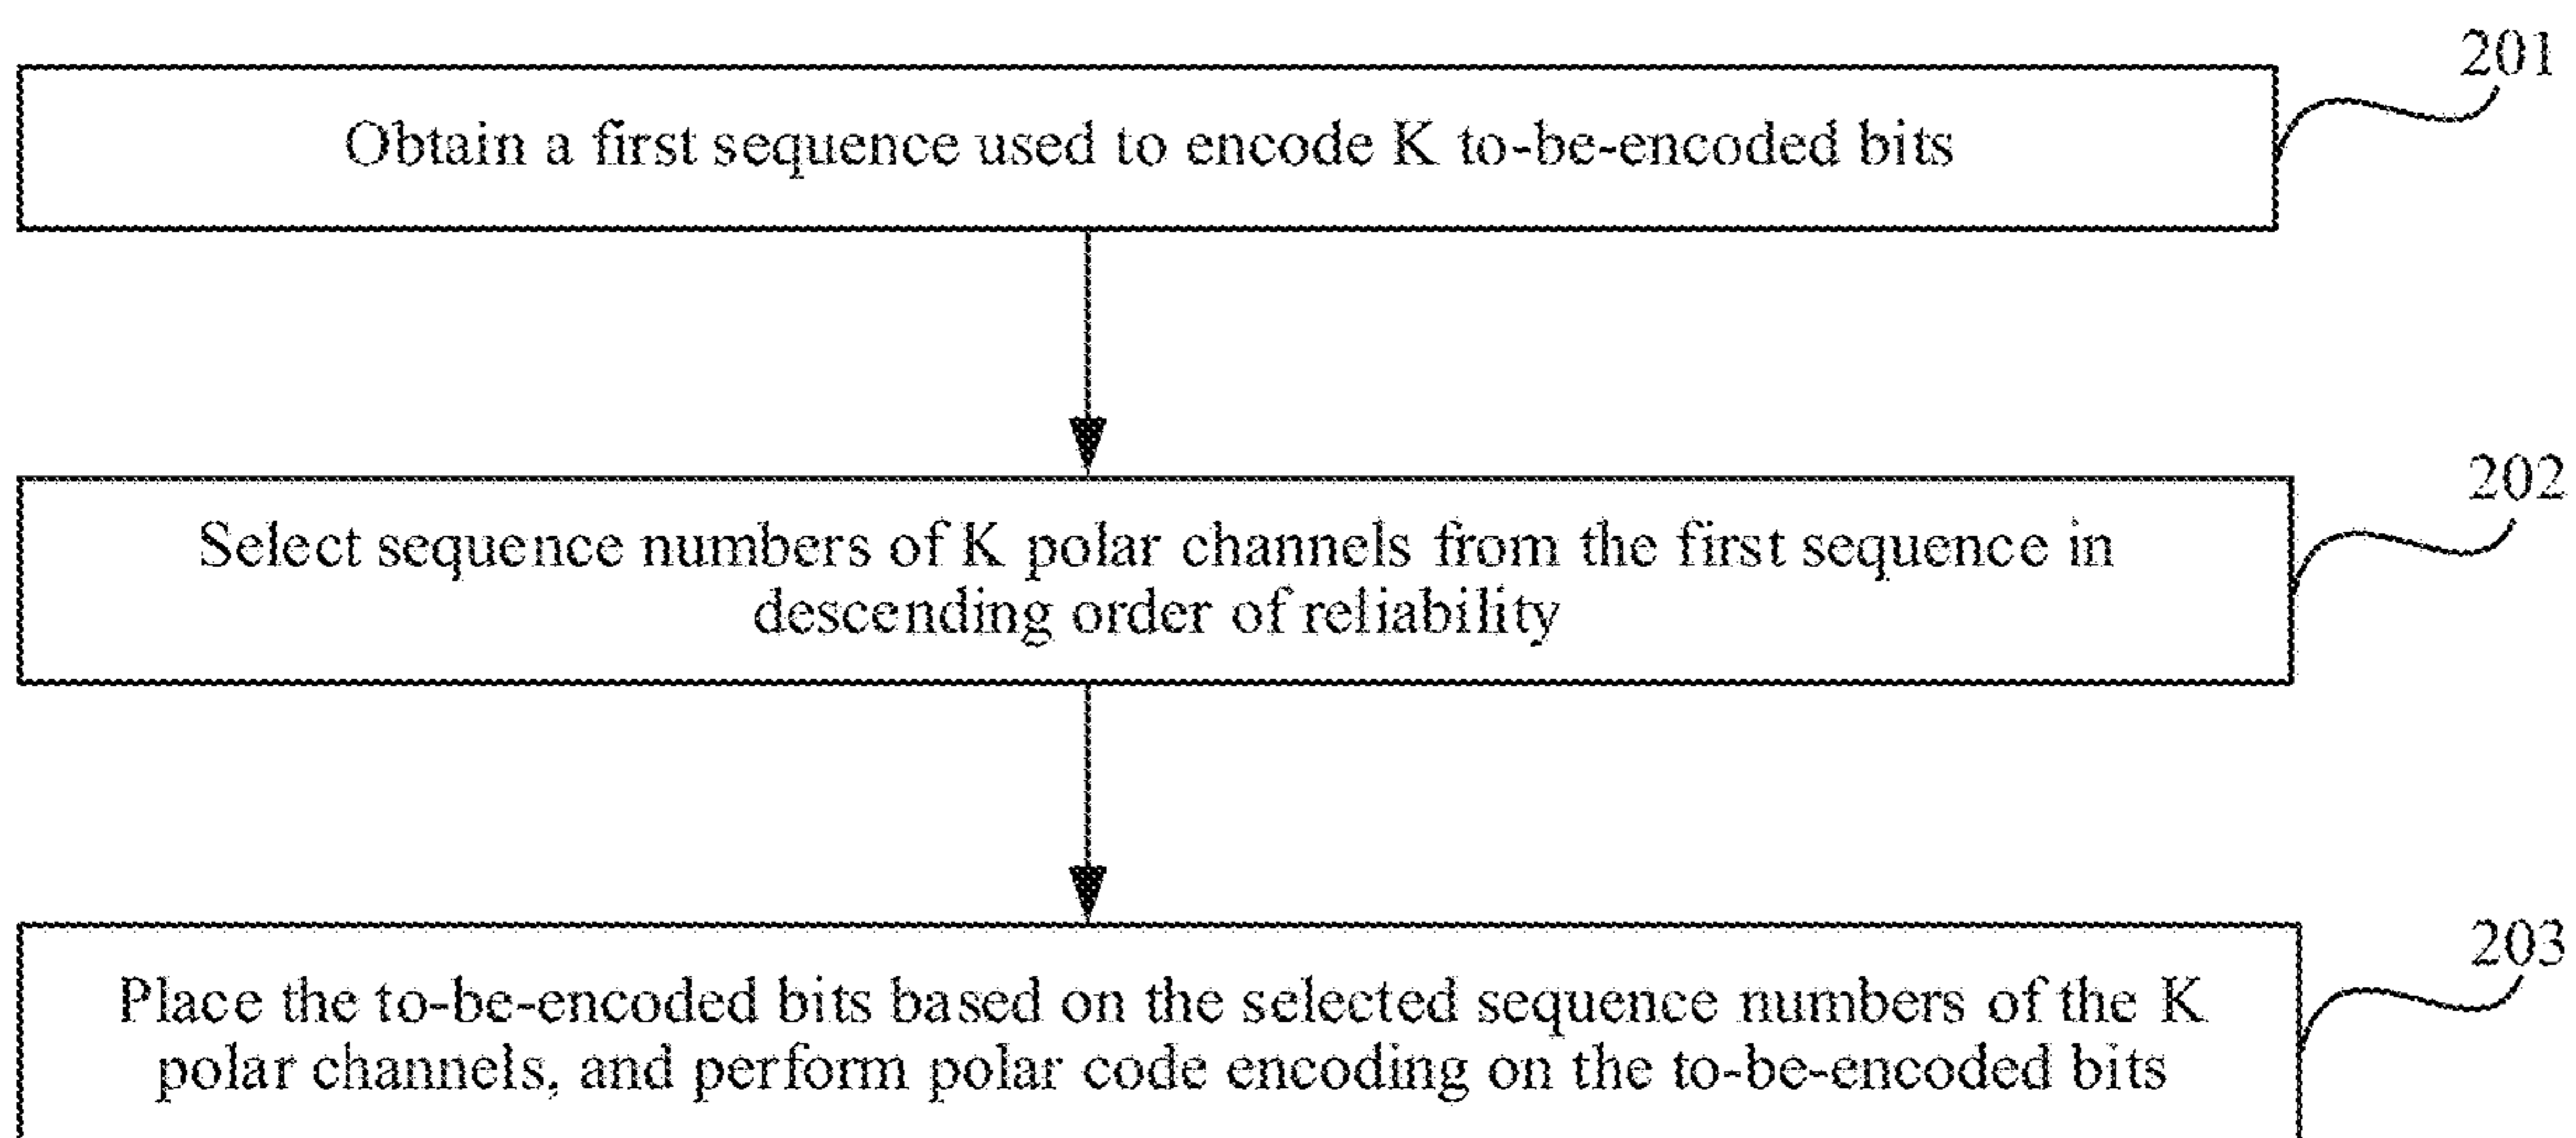 201
Obtain a first sequence used to encode K to-be-encoded bits
202
Select sequence numbers of K polar channels from the first sequence in
descending order of reliability
203
Place the to-be-encoded bits based on the selected sequence numbers of the K
polar channels, and perform polar code encoding on the to-be-encoded bits